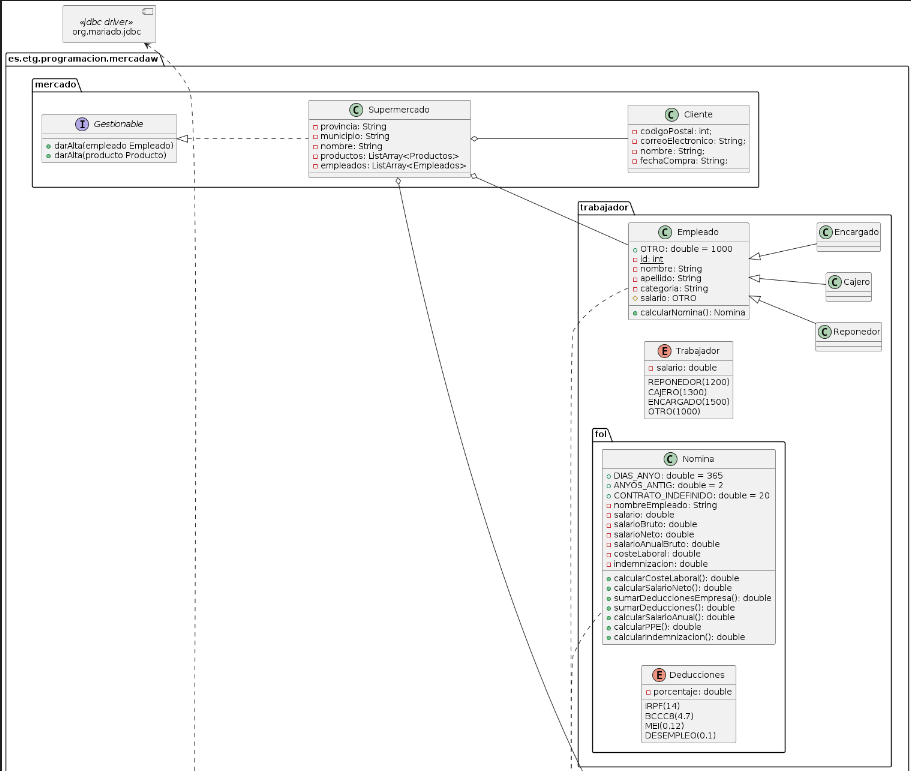 «jdbc driver»
org.mariadb.jdbc
es.etg.programacion.mercadaw
mercado
I Gestionable
darAlta(empleado Empleado)
darAlta(producto Producto)
C Supermercado
provincia: String
municipio: String
nombre: String
productos: ListArray<Productos>
empleados: ListArray<Empleados>
C Cliente
codigoPostal: int;
correoElectronico: String;
nombre: String;
fechaCompra: String;
trabajador
C Empleado
OTRO: double = 1000
id: int
nombre: String
apellido: String
categoria: String
salario: OTRO
calcularNomina(): Nomina
C Encargado
C Cajero
C Reponedor
E Trabajador
salario: double
REPONEDOR(1200)
CAJERO(1300)
ENCARGADO(1500)
OTRO(1000)
fol
C Nomina
DIAS_ANYO: double = 365
ANYOS_ANTIG: double = 2
CONTRATO_INDEFINIDO: double = 20
nombreEmpleado: String
salario: double
salarioBruto: double
salarioNeto: double
salarioAnualBruto: double
costeLaboral: double
indemnizacion: double
calcularCosteLaboral(): double
calcularSalarioNeto(): double
sumarDeduccionesEmpresa(): double
sumarDeducciones(): double
calcularSalarioAnual(): double
calcularPPE(): double
calcularIndemnizacion(): double
E Deducciones
porcentaje: double
IRPF(14)
BCCC8(4.7)
MEI(0.12)
DESEMPLEO(0.1)